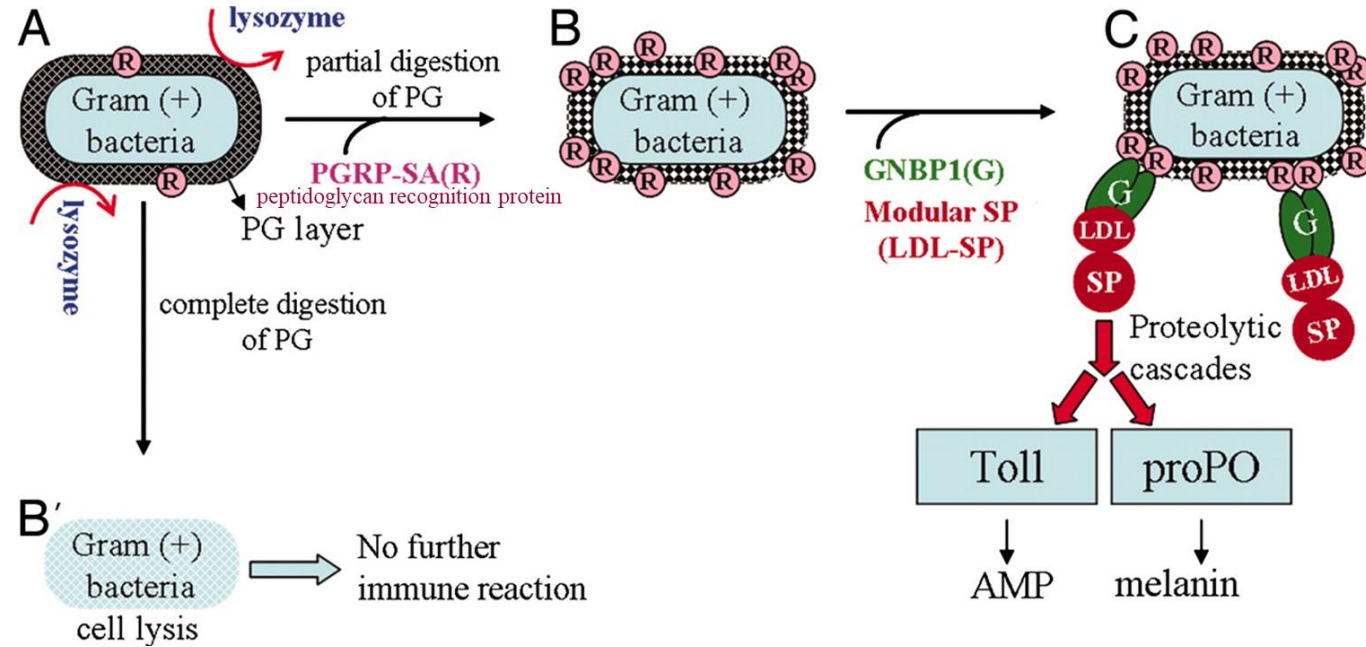 A
lysozyme
R
Gram (+)
bacteria
R
lysozyme
PG layer
partial digestion
of PG
PGRP-SA(R)
peptidoglycan recognition protein
complete digestion
of PG
B
R
R
R
R
R
R
R
R
R
R
R
R
Gram (+)
bacteria
GNBP1(G)
Modular SP
(LDL-SP)
C
R
R
R
R
R
R
R
Gram (+)
bacteria
R
R
R
R
R
R
G
LDL
SP
G
LDL
SP
Proteolytic
cascades
Toll
proPO
AMP
melanin
B′
Gram (+)
bacteria
cell lysis
No further
immune reaction